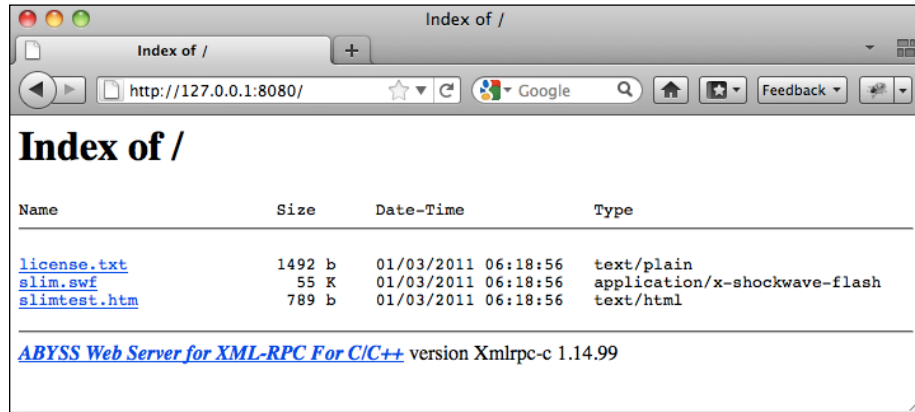 Index of /
Index of / +
http://127.0.0.1:8080/ Google Feedback
Index of /
Name Size Date-Time Type
license.txt 1492 b 01/03/2011 06:18:56 text/plain
slim.swf 55 K 01/03/2011 06:18:56 application/x-shockwave-flash
slimtest.htm 789 b 01/03/2011 06:18:56 text/html
ABYSS Web Server for XML-RPC For C/C++ version Xmlrpc-c 1.14.99